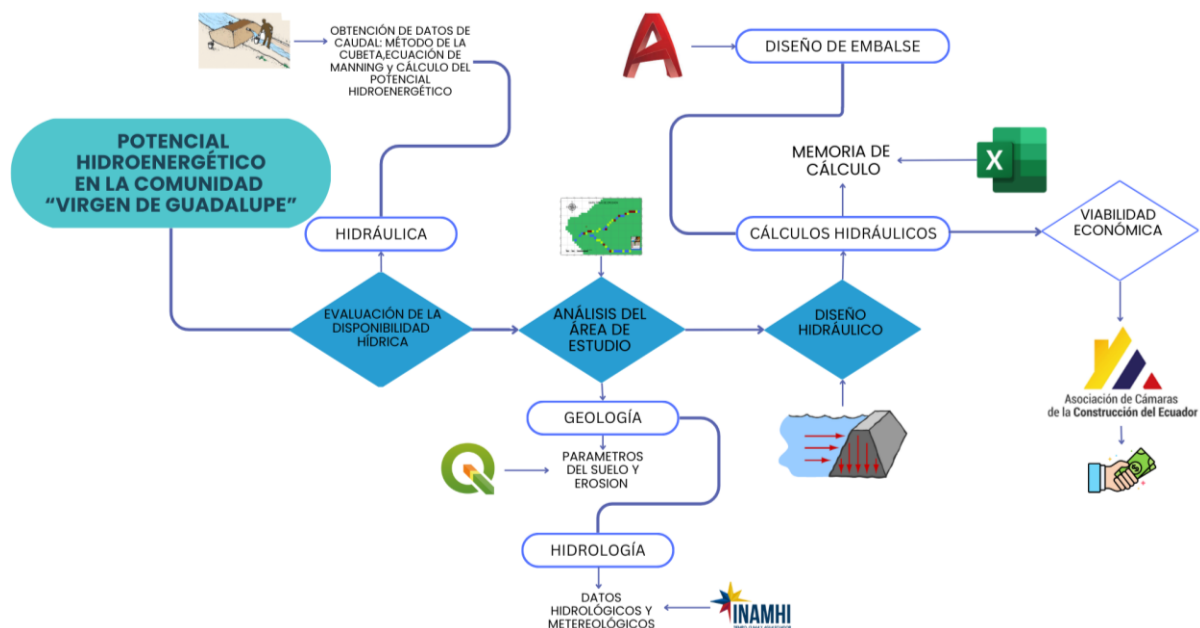 OBTENCIÓN DE DATOS DE
CAUDAL: MÉTODO DE LA
CUBETA,ECUACIÓN DE
MANNING y CÁLCULO DEL
POTENCIAL
HIDROENERGÉTICO
POTENCIAL
HIDROENERGÉTICO
EN LA COMUNIDAD
“VIRGEN DE GUADALUPE”
HIDRÁULICA
EVALUACIÓN DE LA
DISPONIBILIDAD
HÍDRICA
ANÁLISIS DEL
ÁREA DE
ESTUDIO
GEOLOGÍA
PARAMETROS
DEL SUELO Y
EROSION
HIDROLOGÍA
DATOS
HIDROLÓGICOS Y
METEREOLÓGICOS
INAMHI
DISEÑO
HIDRÁULICO
CÁLCULOS HIDRÁULICOS
MEMORIA DE
CÁLCULO
X
A
DISEÑO DE EMBALSE
VIABILIDAD
ECONÓMICA
Asociación de Cámaras
de la Construcción del Ecuador